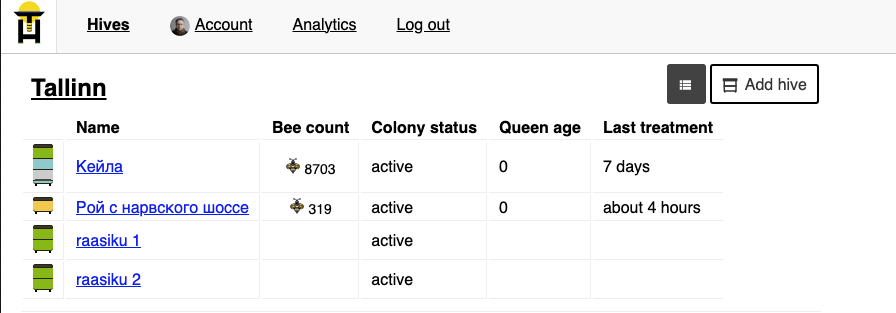 Hives Account Analytics Log out
Tallinn
Add hive
Name Bee count Colony status Queen age Last treatment
Кейла 8703 active 0 7 days
Рой с нарвского шоссе 319 active 0 about 4 hours
raasiku 1 active
raasiku 2 active